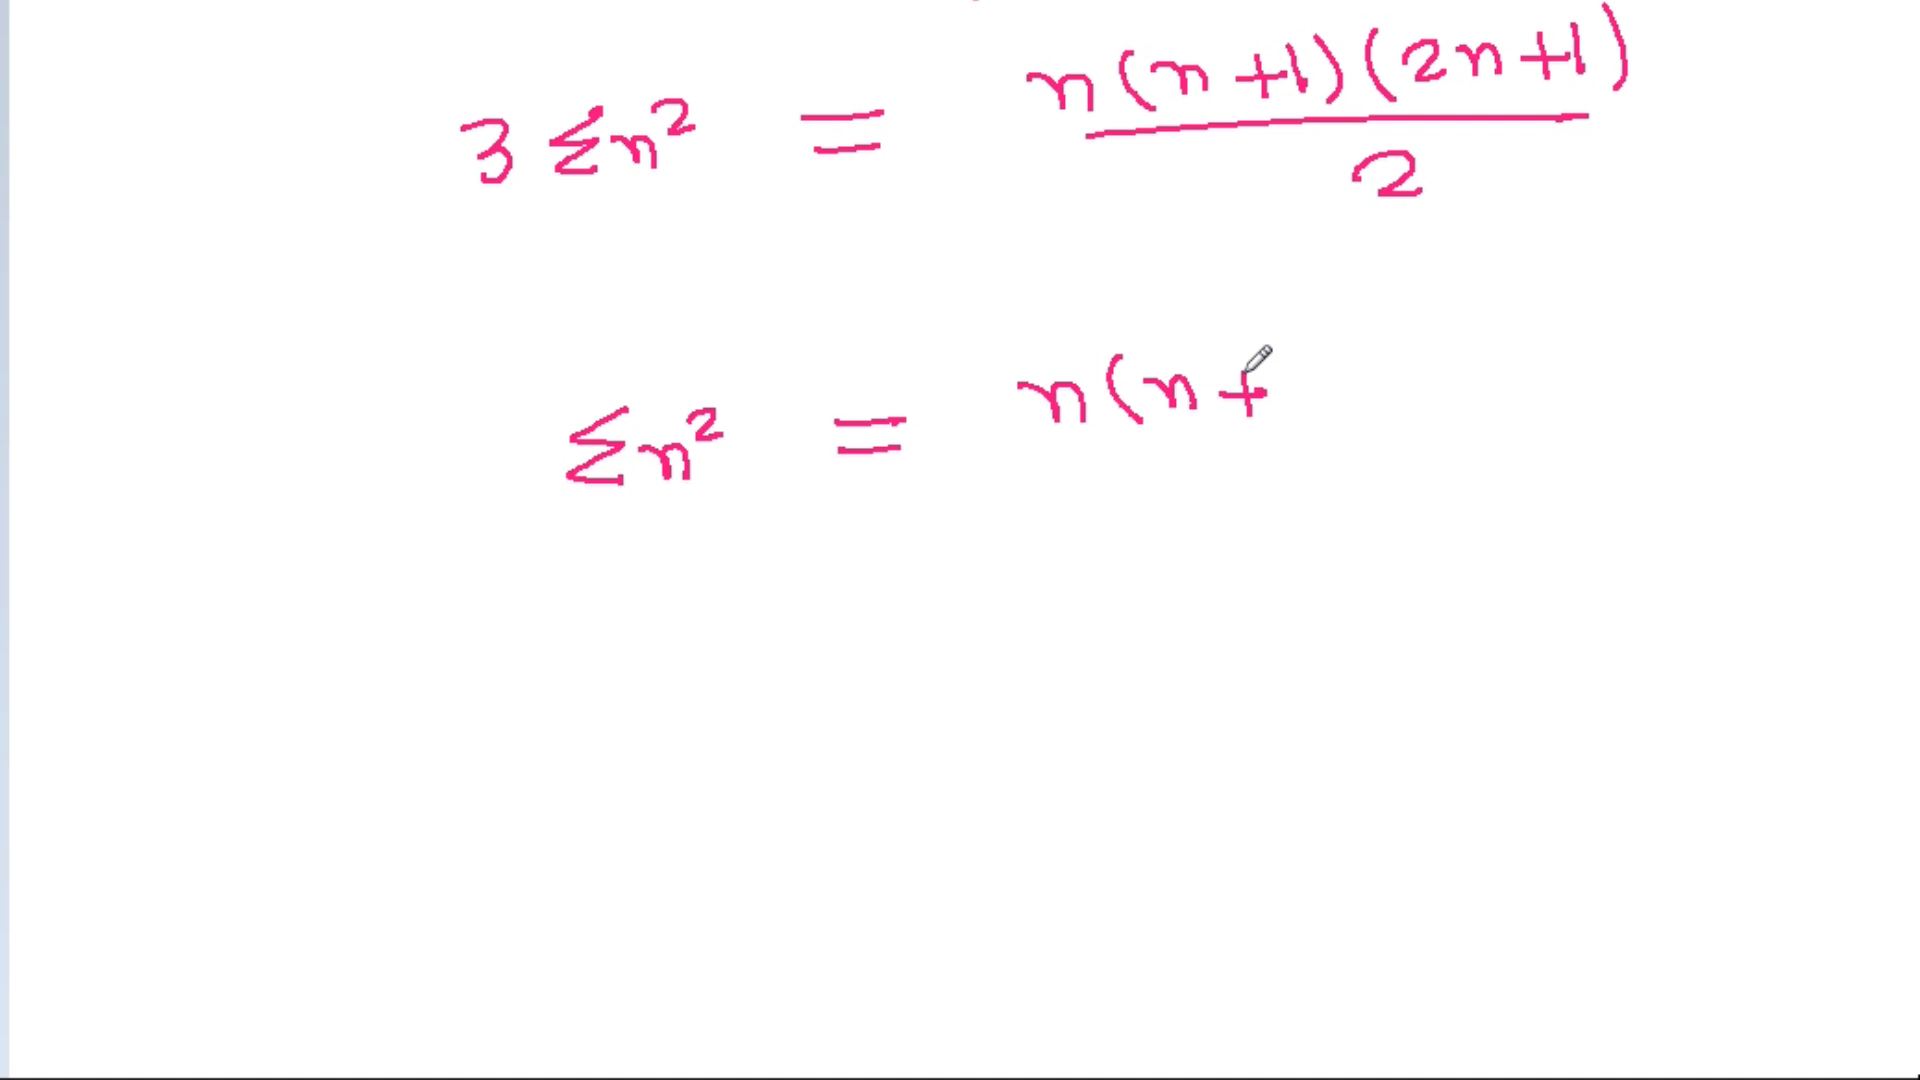 3 Σn² = n(n+1)(2n+1) / 2
Σn² = n(n+